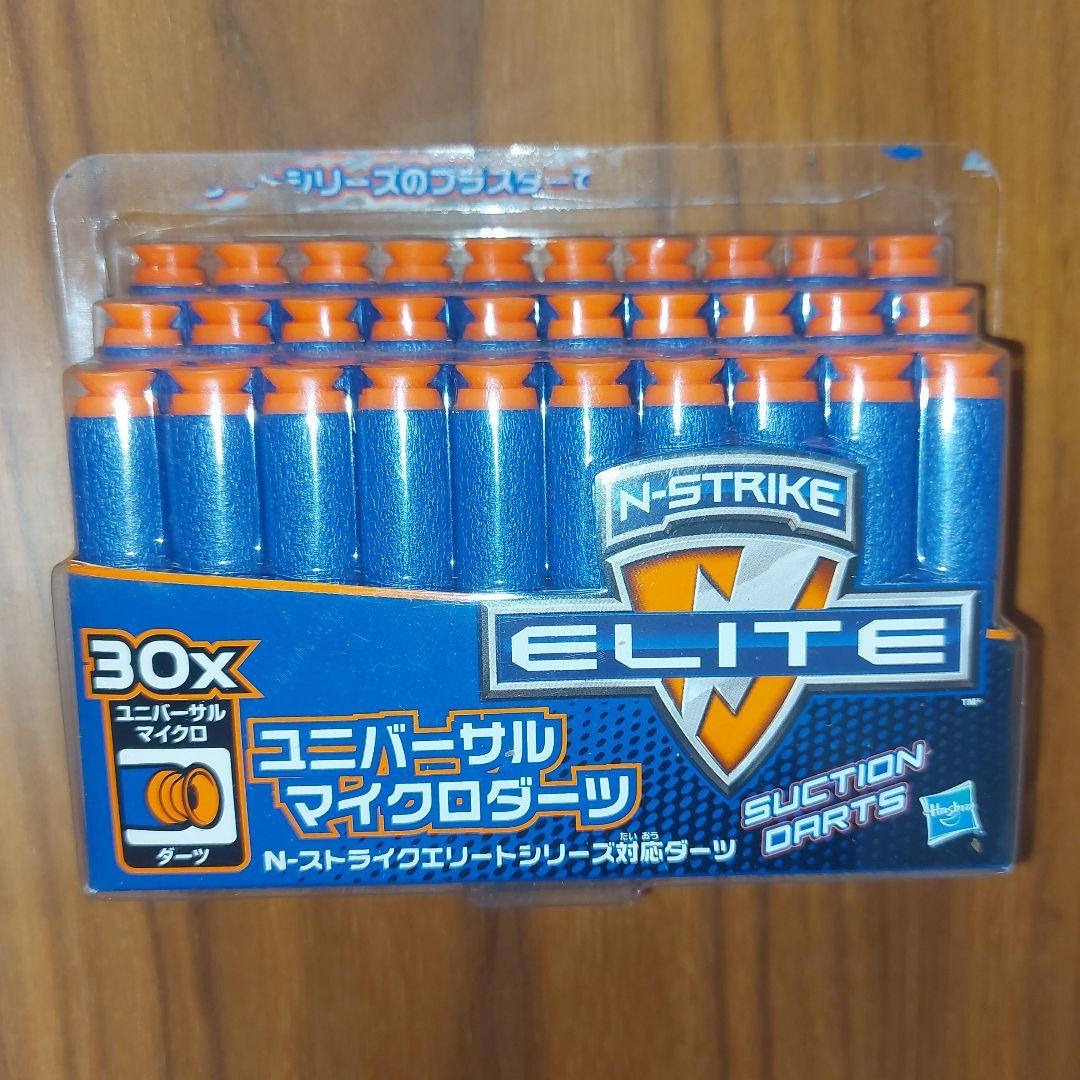 シリーズのブラスターで
N-STRIKE
ELITE
TM
30X
ユニバーサル
マイクロ
ダーツ
ユニバーサル
マイクロダーツ
たい おう
N-ストライクエリートシリーズ対応ダーツ
SUCTION
DARTS
Hasbro